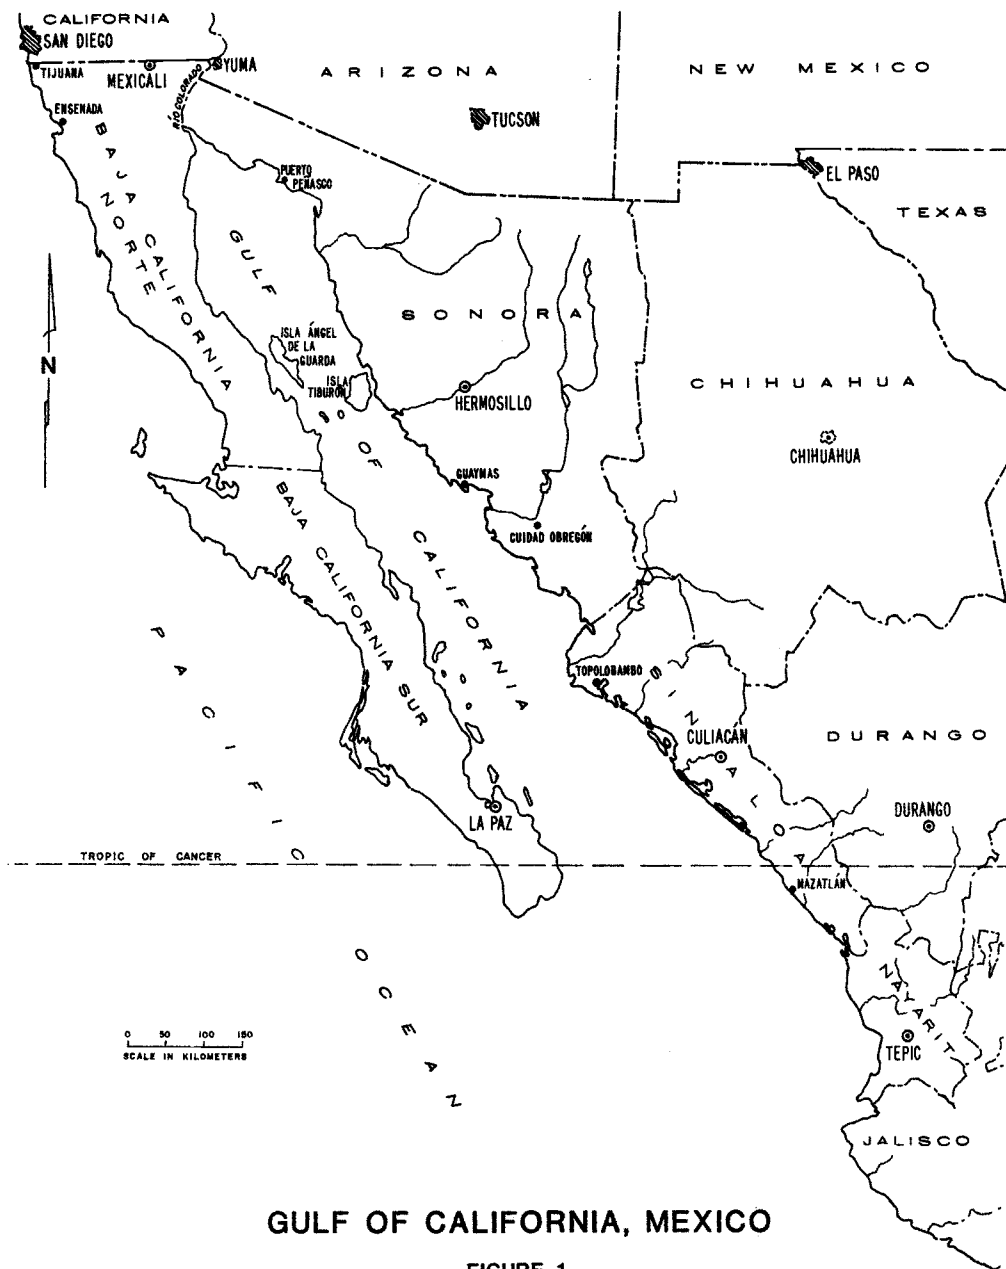 CALIFORNIA
SAN DIEGO
TIJUANA
MEXICALI
YUMA
RÍO COLORADO
ARIZONA
NEW MEXICO
ENSENADA
TUCSON
EL PASO
TEXAS
PUERTO
PEÑASCO
BAJA CALIFORNIA
NORTE
GULF
OF
CALIFORNIA
SONORA
ISLA ÁNGEL
DE LA
GUARDA
ISLA
TIBURÓN
HERMOSILLO
CHIHUAHUA
CHIHUAHUA
N
GUAYMAS
CUIDAD OBREGÓN
BAJA CALIFORNIA SUR
PACIFIC
OCEAN
TOPOLOBAMBO
SINALOA
CULIACÁN
DURANGO
DURANGO
LA PAZ
TROPIC OF CANCER
MAZATLÁN
NAYARIT
TEPIC
0 50 100 150
SCALE IN KILOMETERS
JALISCO
GULF OF CALIFORNIA, MEXICO
FIGURE 1